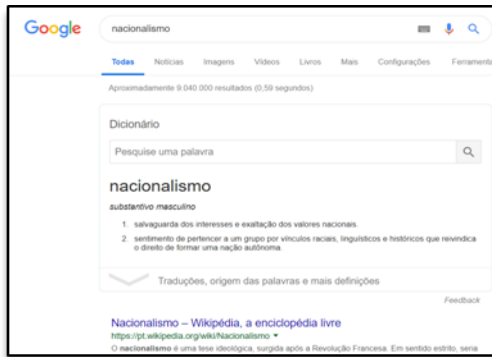 Google nacionalismo
Todas Notícias Imagens Vídeos Livros Mais Configurações Ferramenta
Aproximadamente 9.040.000 resultados (0,59 segundos)
Dicionário
Pesquise uma palavra
nacionalismo
substantivo masculino
1. salvaguarda dos interesses e exaltação dos valores nacionais.
2. sentimento de pertencer a um grupo por vínculos raciais, linguísticos e históricos que reivindica
o direito de formar uma nação autônoma.
Traduções, origem das palavras e mais definições
Feedback
Nacionalismo – Wikipédia, a enciclopédia livre
https://pt.wikipedia.org/wiki/Nacionalismo
O nacionalismo é uma tese ideológica, surgida após a Revolução Francesa. Em sentido estrito, seria